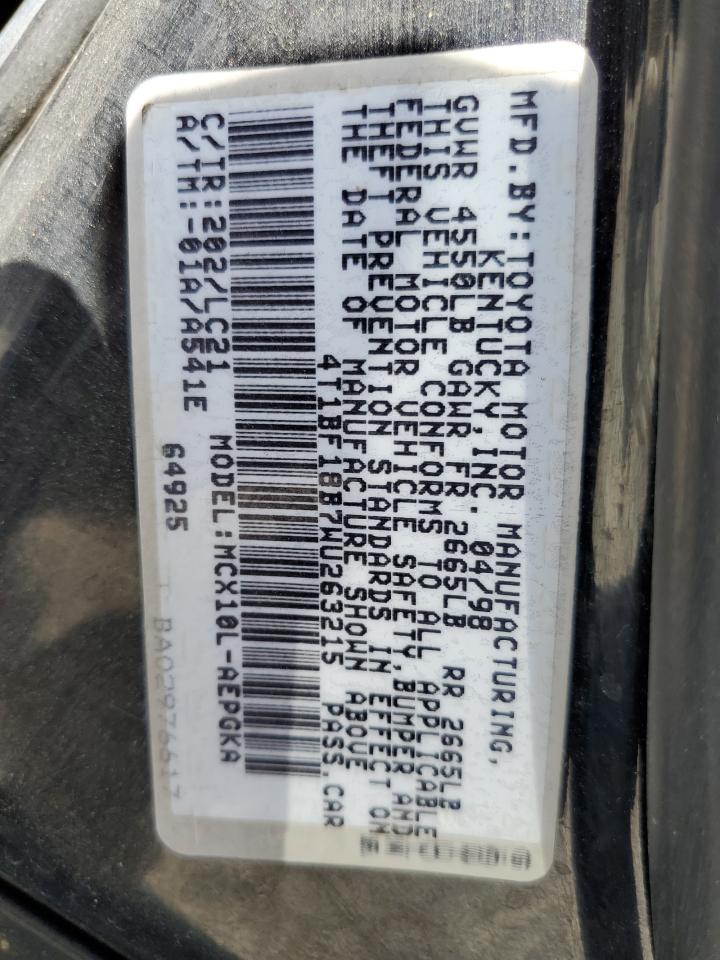 MFD.BY:TOYOTA MOTOR MANUFACTURING,
KENTUCKY, INC. 04/98
GVWR 4550LB GAWR FR 2665LB RR 2665LB
THIS VEHICLE CONFORMS TO ALL APPLICABLE
FEDERAL MOTOR VEHICLE SAFETY, BUMPER AND
THEFT PREVENTION STANDARDS IN EFFECT ON
THE DATE OF MANUFACTURE SHOWN ABOVE.
4T1BF18B7WU263215 PASS.CAR
C/TR:202/LC21 MODEL:MCX10L-AEPGKA
A/TM:-01A/A541E 64925